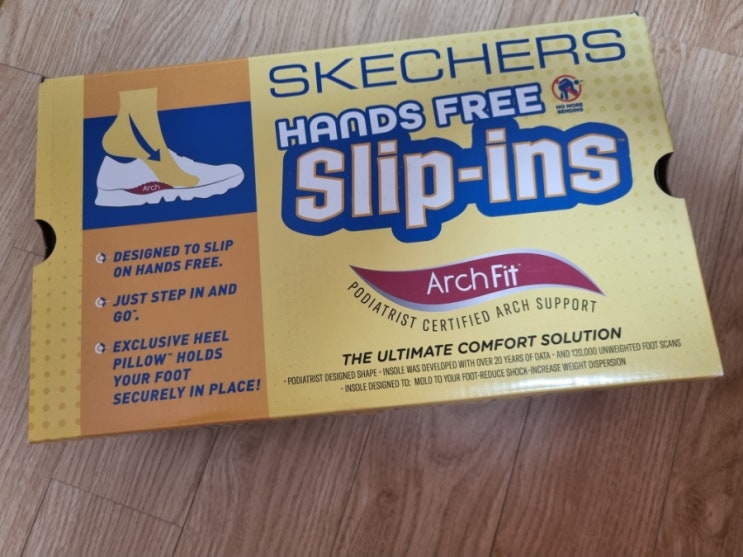 SKECHERS
HANDS FREE
NO MORE
BENDING
Slip-ins™
Arch
DESIGNED TO SLIP
ON HANDS FREE.
JUST STEP IN AND
GO™.
EXCLUSIVE HEEL
PILLOW™ HOLDS
YOUR FOOT
SECURELY IN PLACE!
Arch Fit
PODIATRIST CERTIFIED ARCH SUPPORT
THE ULTIMATE COMFORT SOLUTION
• PODIATRIST DESIGNED SHAPE • INSOLE WAS DEVELOPED WITH OVER 20 YEARS OF DATA • AND 120,000 UNWEIGHTED FOOT SCANS
• INSOLE DESIGNED TO: MOLD TO YOUR FOOT-REDUCE SHOCK-INCREASE WEIGHT DISPERSION